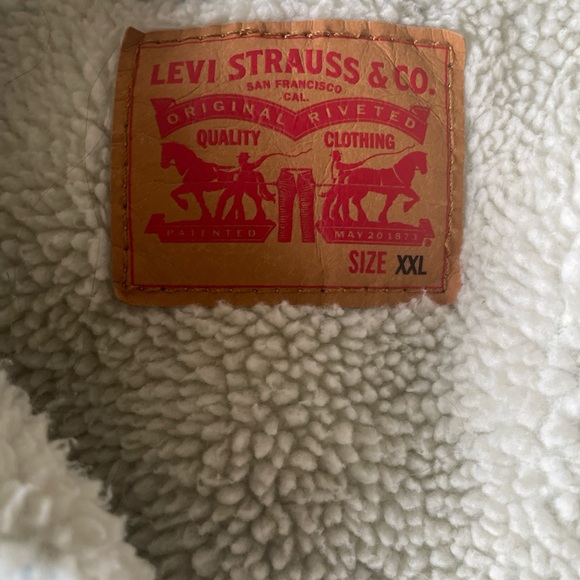 LEVI STRAUSS & CO.
SAN FRANCISCO
CAL.
ORIGINAL RIVETED
QUALITY CLOTHING
PATENTED MAY 20 1873
SIZE XXL